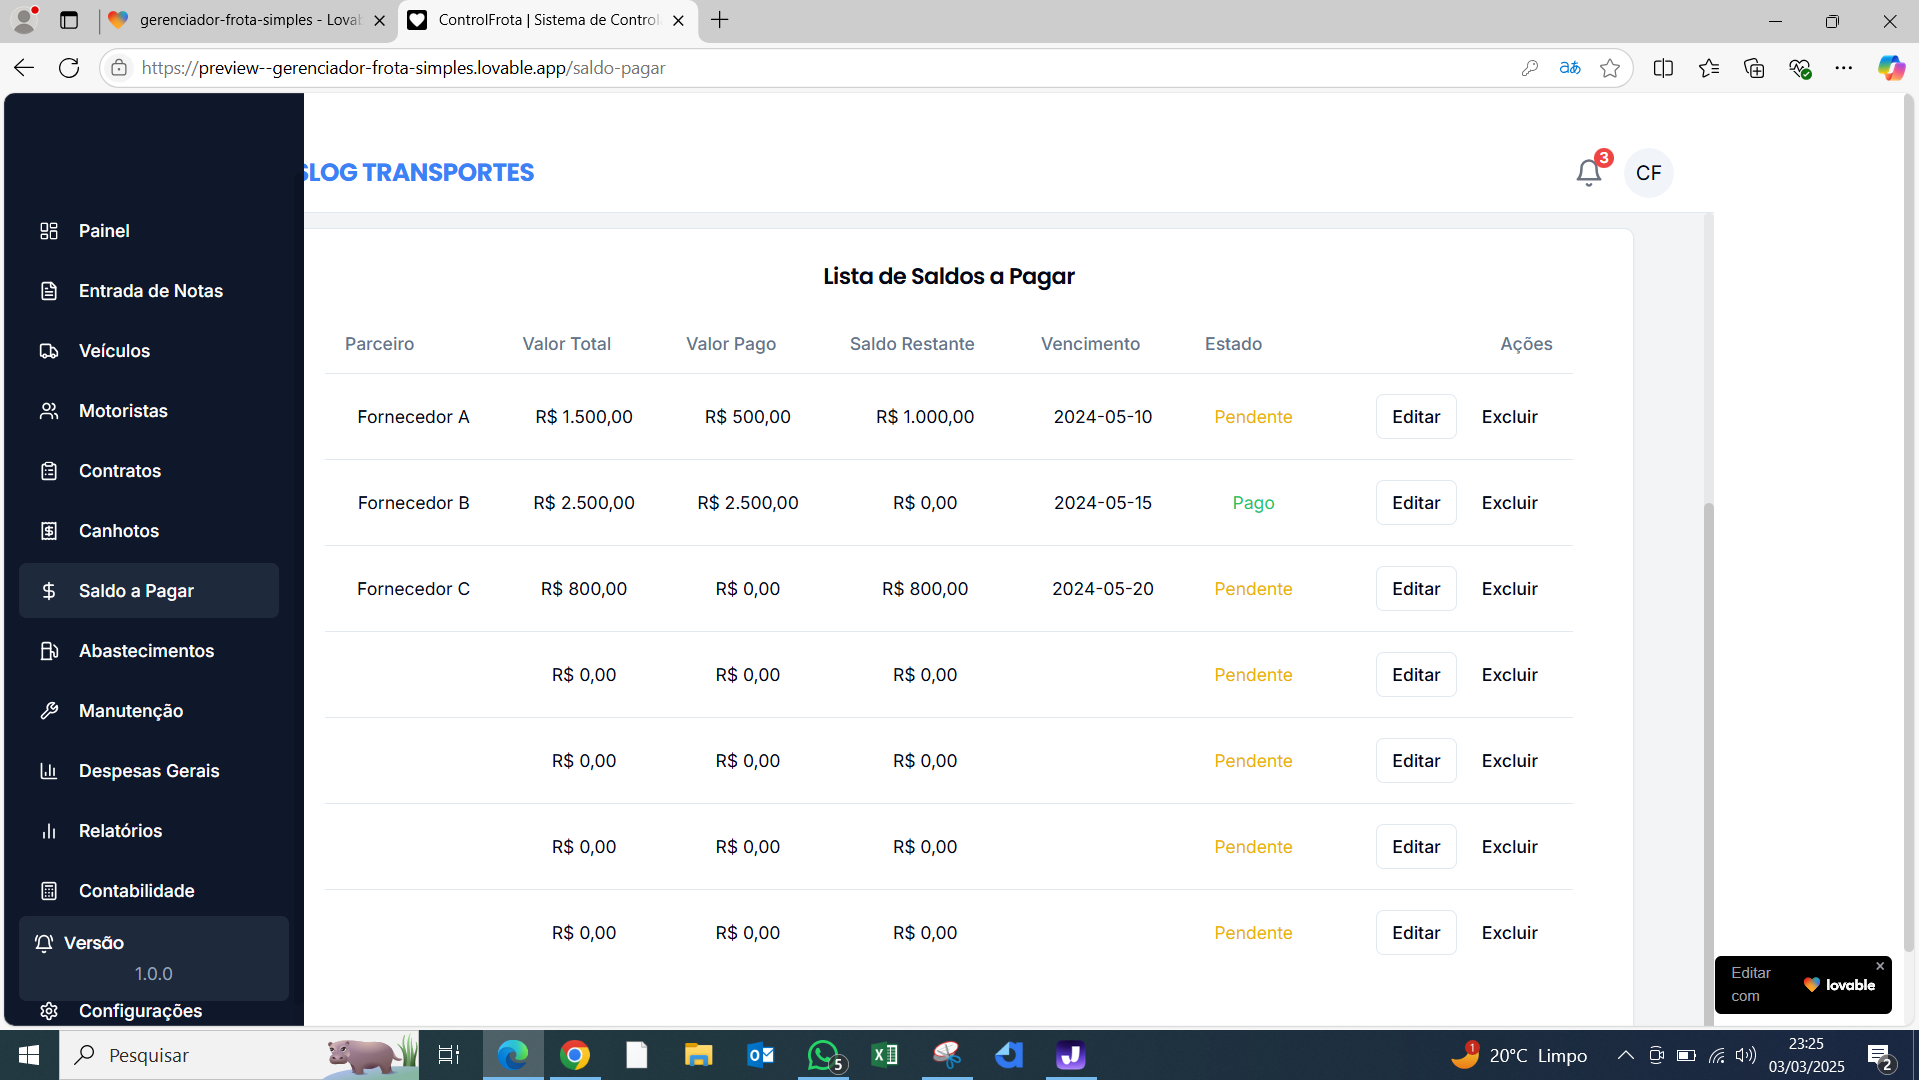 gerenciador-frota-simples - Lovab
ControlFrota | Sistema de Control
https://preview--gerenciador-frota-simples.lovable.app/saldo-pagar
SLOG TRANSPORTES
3
CF
Painel
Entrada de Notas
Veículos
Motoristas
Contratos
Canhotos
Saldo a Pagar
Abastecimentos
Manutenção
Despesas Gerais
Relatórios
Contabilidade
Versão
1.0.0
Configurações
Lista de Saldos a Pagar
Parceiro Valor Total Valor Pago Saldo Restante Vencimento Estado Ações
Fornecedor A R$ 1.500,00 R$ 500,00 R$ 1.000,00 2024-05-10 Pendente Editar Excluir
Fornecedor B R$ 2.500,00 R$ 2.500,00 R$ 0,00 2024-05-15 Pago Editar Excluir
Fornecedor C R$ 800,00 R$ 0,00 R$ 800,00 2024-05-20 Pendente Editar Excluir
R$ 0,00 R$ 0,00 R$ 0,00 Pendente Editar Excluir
R$ 0,00 R$ 0,00 R$ 0,00 Pendente Editar Excluir
R$ 0,00 R$ 0,00 R$ 0,00 Pendente Editar Excluir
R$ 0,00 R$ 0,00 R$ 0,00 Pendente Editar Excluir
Editar
com
lovable
Pesquisar
5
1
20°C Limpo
23:25
03/03/2025
2